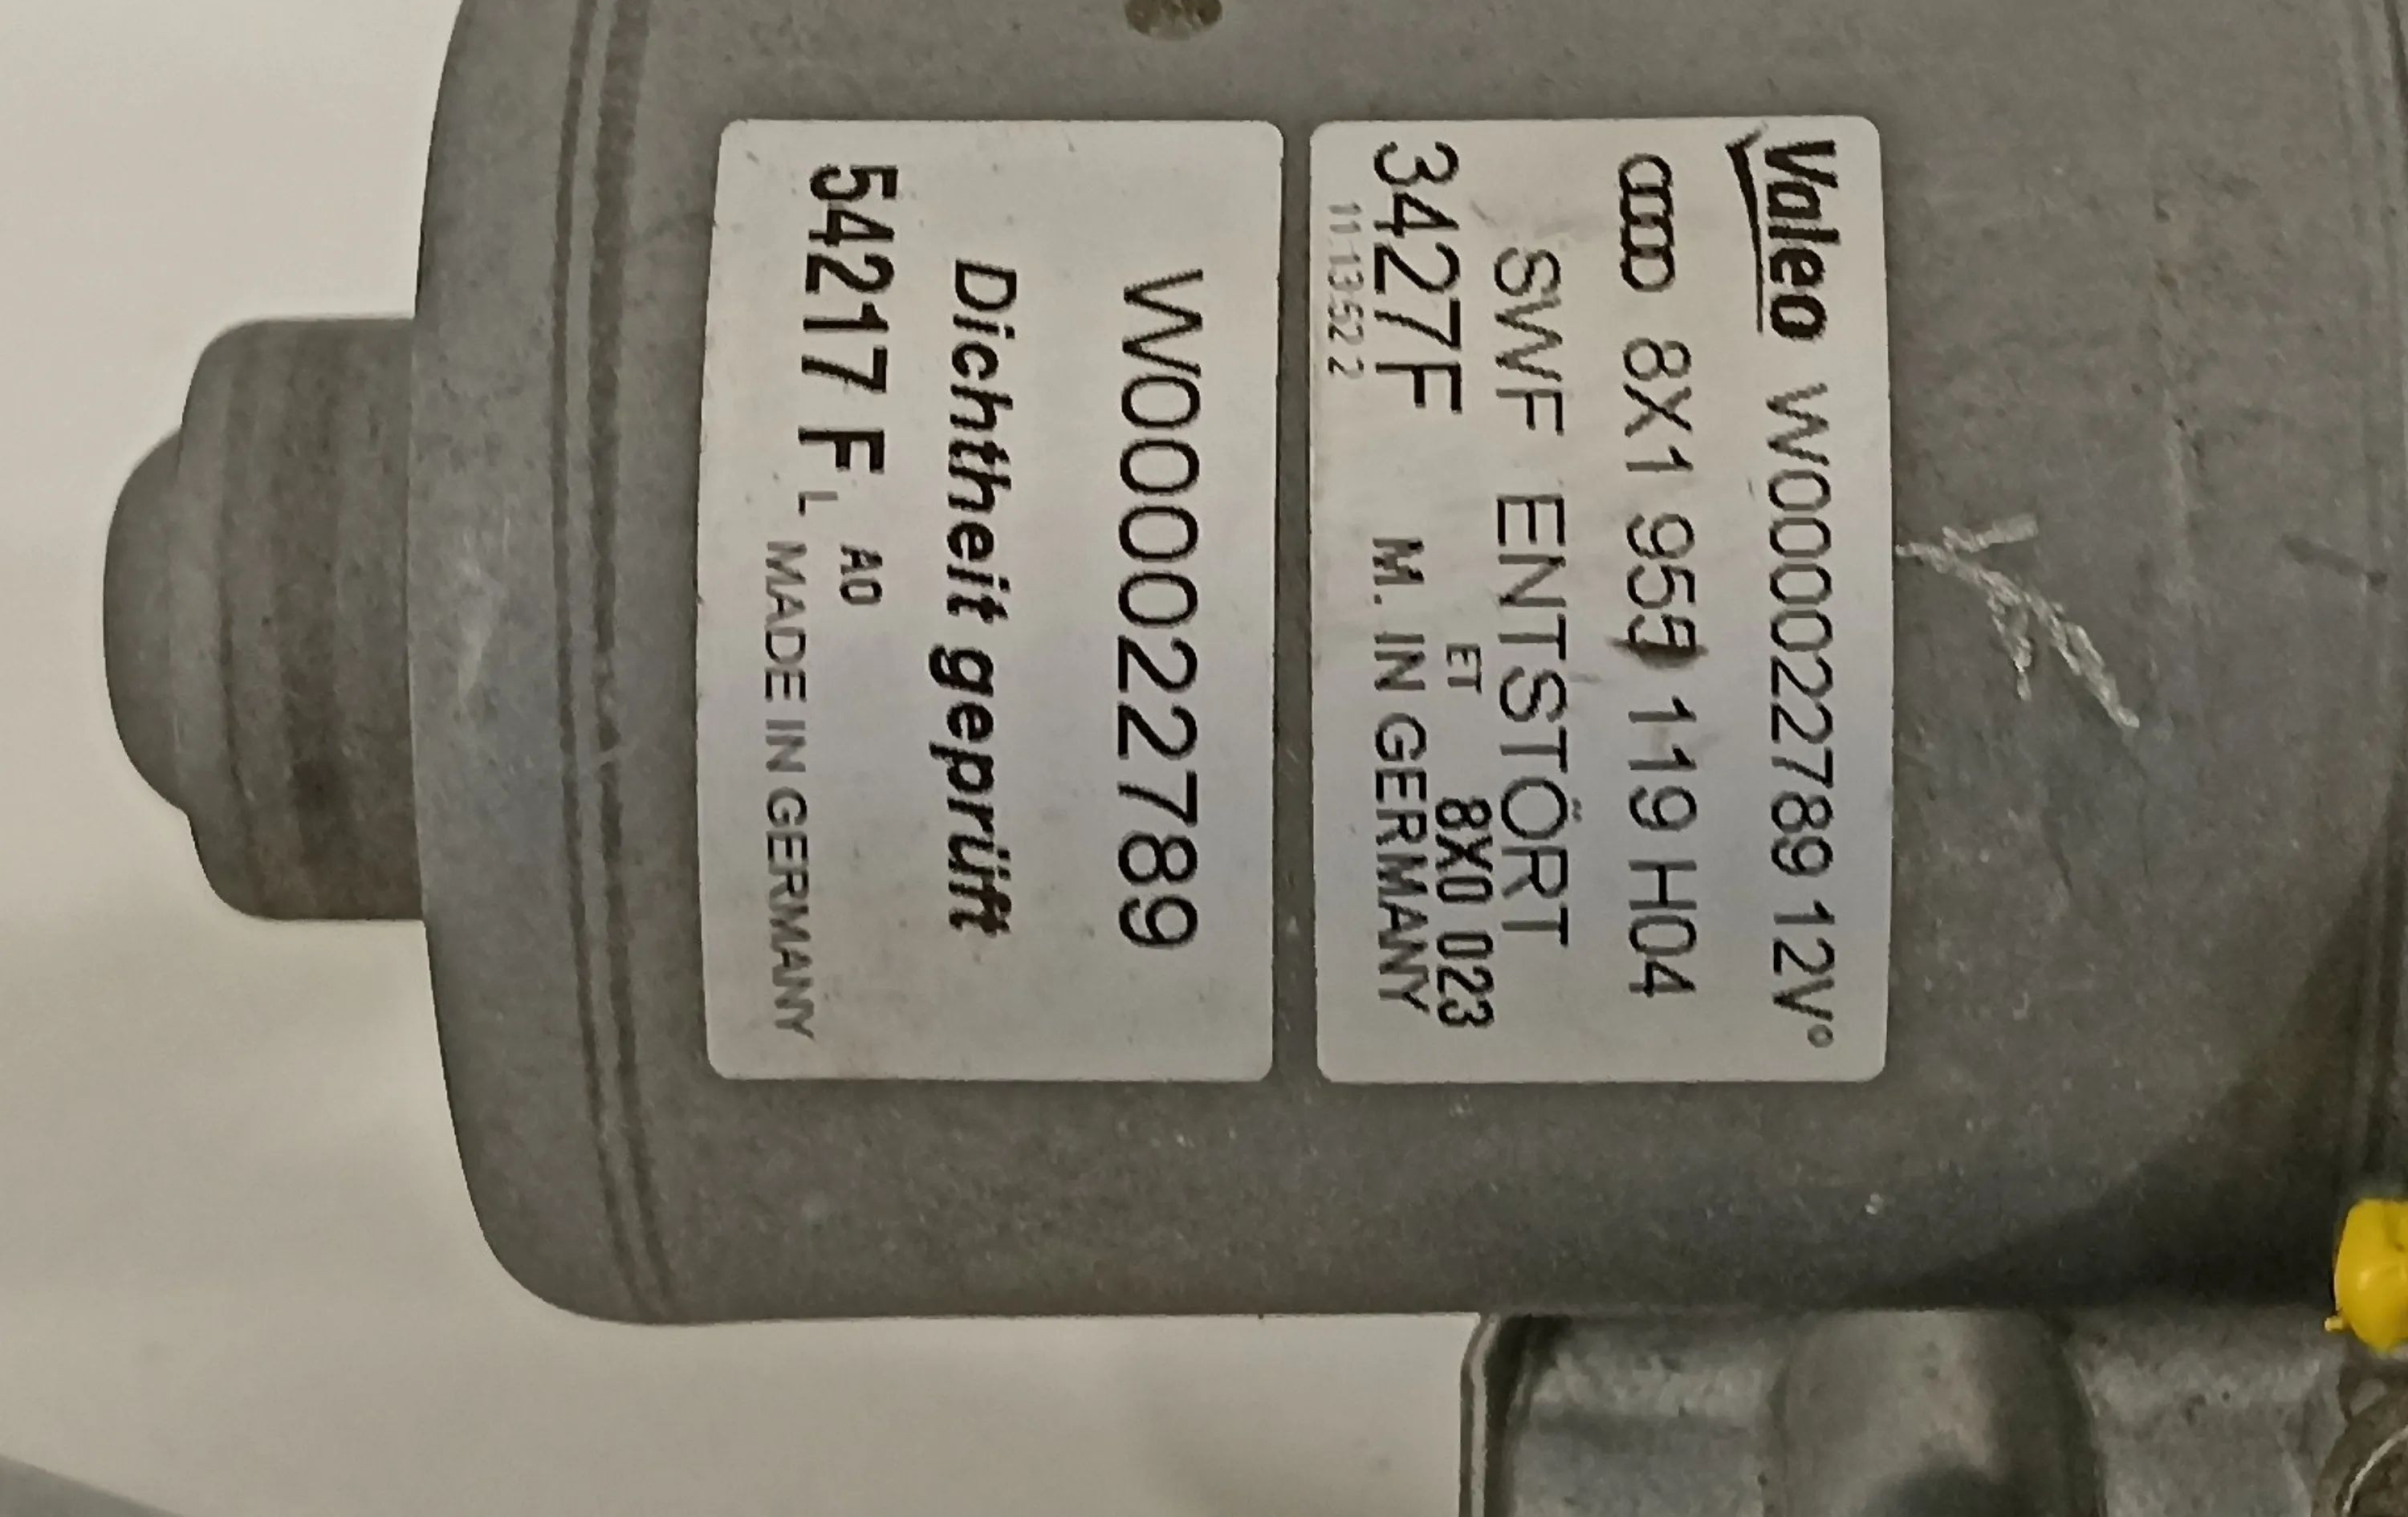 Valeo W000022789 12V°
8X1 955 119 H04
SWF ENTSTÖRT
ET 8X0 023
3427F M. IN GERMANY
W000022789
Dichtheit geprüft
54217 F L A0
MADE IN GERMANY